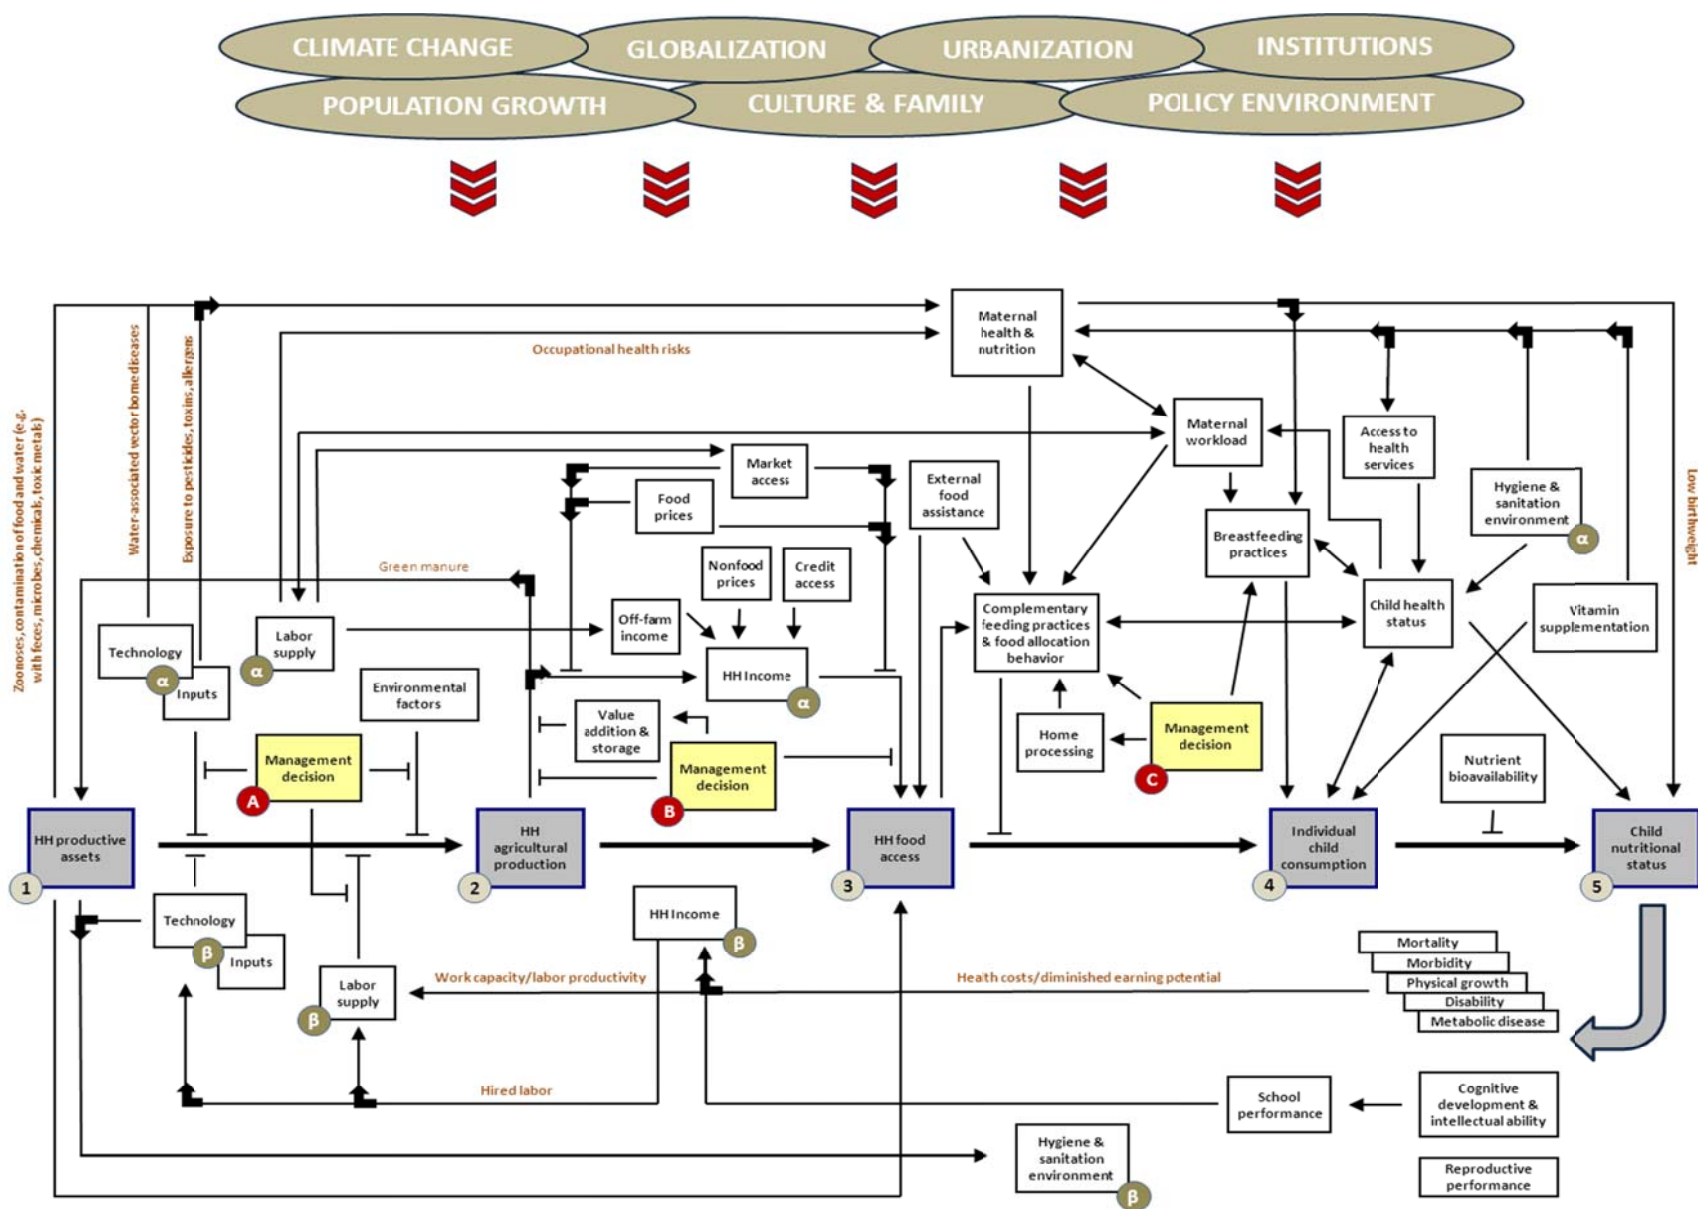 CLIMATE CHANGE
GLOBALIZATION
URBANIZATION
INSTITUTIONS
POPULATION GROWTH
CULTURE & FAMILY
POLICY ENVIRONMENT
Zoonoses, contamination of food and water (e.g.
with feces, microbes, chemicals, toxic metals)
Water-associated vector borne diseases
Exposure to pesticides, toxins, allergens
Occupational health risks
Maternal
health &
nutrition
Maternal
workload
Access to
health
services
Hygiene &
sanitation
environment
α
Low birthweight
Market
access
Food
prices
External
food
assistance
Breastfeeding
practices
Green manure
Nonfood
prices
Credit
access
Technology
α
Inputs
Labor
supply
α
Off-farm
income
Complementary
feeding practices
& food allocation
behavior
Child health
status
Vitamin
supplementation
Environmental
factors
HH Income
α
Value
addition &
storage
Management
decision
A
Management
decision
B
Home
processing
Management
decision
C
Nutrient
bioavailability
HH productive
assets
1
HH
agricultural
production
2
HH food
access
3
Individual
child
consumption
4
Child
nutritional
status
5
Technology
β
Inputs
HH Income
β
Labor
supply
β
Work capacity/labor productivity
Health costs/diminished earning potential
Mortality
Morbidity
Physical growth
Disability
Metabolic disease
Hired labor
School
performance
Cognitive
development &
intellectual ability
Hygiene &
sanitation
environment
β
Reproductive
performance